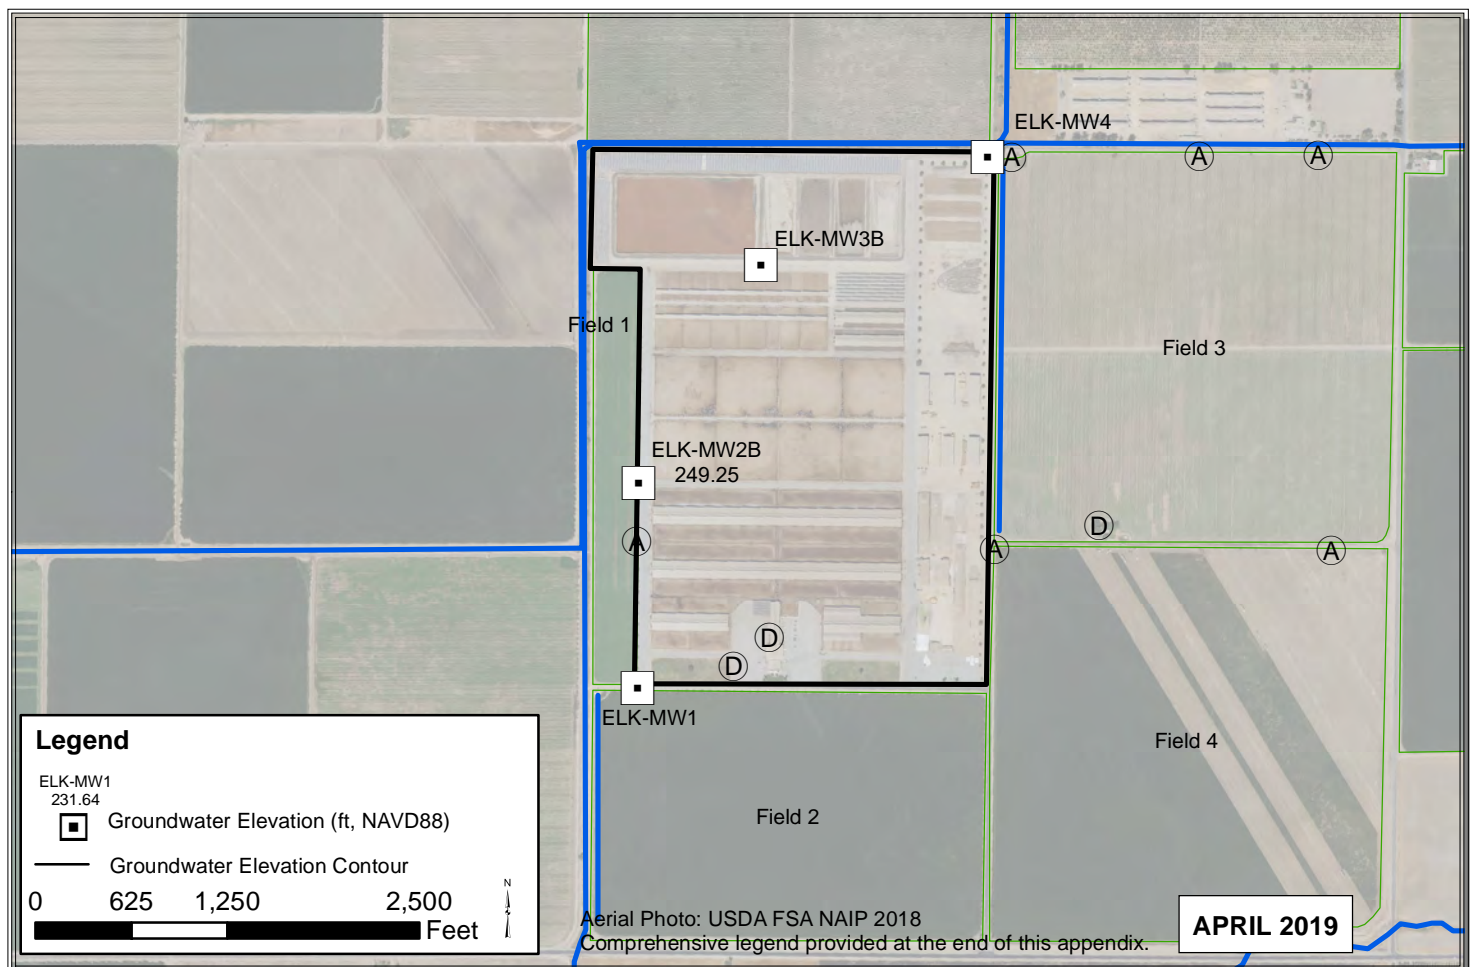 ELK-MW4
A
A
A
ELK-MW3B
Field 1
Field 3
ELK-MW2B
249.25
D
A
A
A
D
D
ELK-MW1
Field 4
Field 2
Legend
ELK-MW1
231.64
Groundwater Elevation (ft, NAVD88)
Groundwater Elevation Contour
0 625 1,250 2,500
Feet
N
Aerial Photo: USDA FSA NAIP 2018
Comprehensive legend provided at the end of this appendix.
APRIL 2019